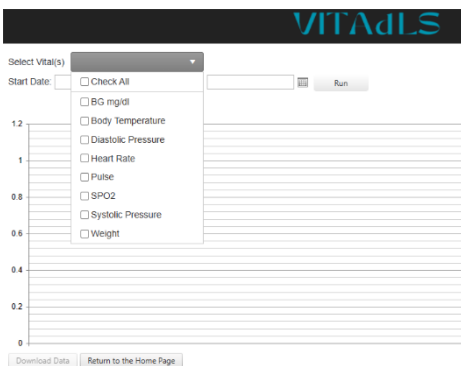 VITAdLS
Select Vital(s)
Start Date:
Run
Check All
BG mg/dl
Body Temperature
Diastolic Pressure
Heart Rate
Pulse
SPO2
Systolic Pressure
Weight
1.2
1
0.8
0.6
0.4
0.2
0
Download Data
Return to the Home Page